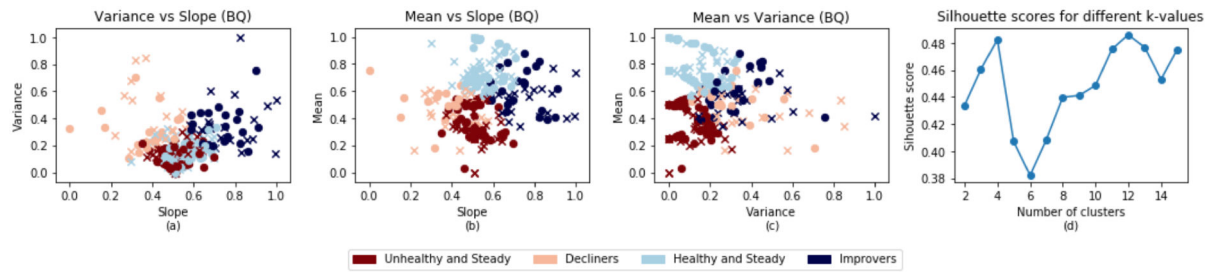 Variance vs Slope (BQ)
Variance
1.0
0.8
0.6
0.4
0.2
0.0
0.0 0.2 0.4 0.6 0.8 1.0
Slope
(a)
Mean vs Slope (BQ)
Mean
1.0
0.8
0.6
0.4
0.2
0.0
0.0 0.2 0.4 0.6 0.8 1.0
Slope
(b)
Mean vs Variance (BQ)
Mean
1.0
0.8
0.6
0.4
0.2
0.0
0.0 0.2 0.4 0.6 0.8 1.0
Variance
(c)
Silhouette scores for different k-values
Silhouette score
0.48
0.46
0.44
0.42
0.40
0.38
2 4 6 8 10 12 14
Number of clusters
(d)
Unhealthy and Steady Decliners Healthy and Steady Improvers